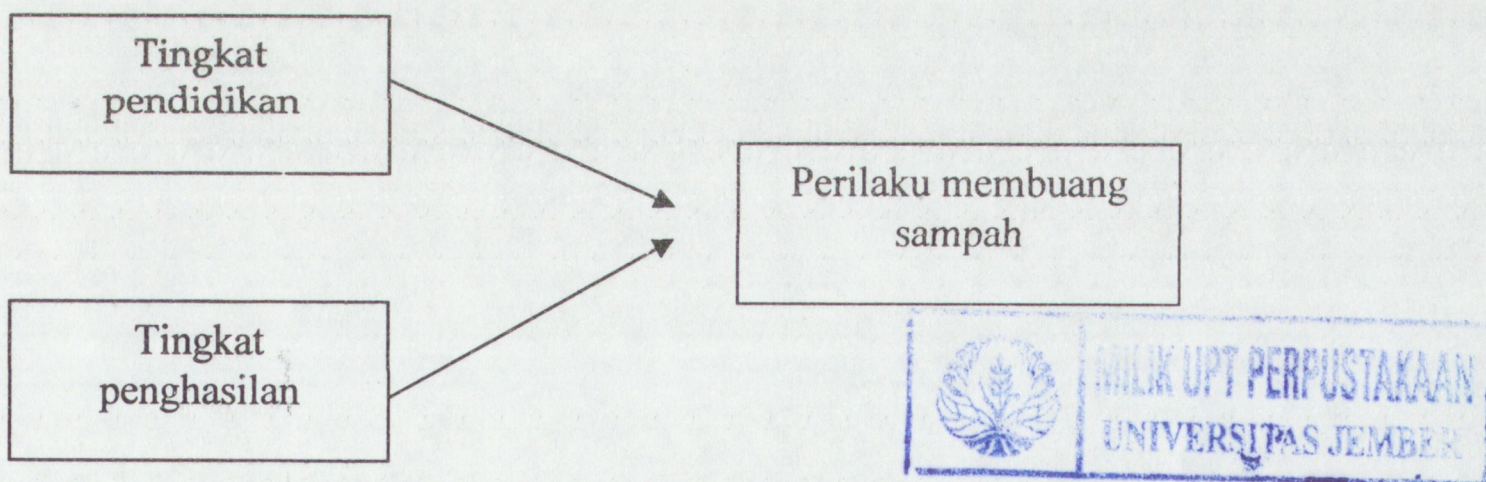 Tingkat
pendidikan
Perilaku membuang
sampah
Tingkat
penghasilan
MILIK UPT PERPUSTAKAAN
UNIVERSITAS JEMBER